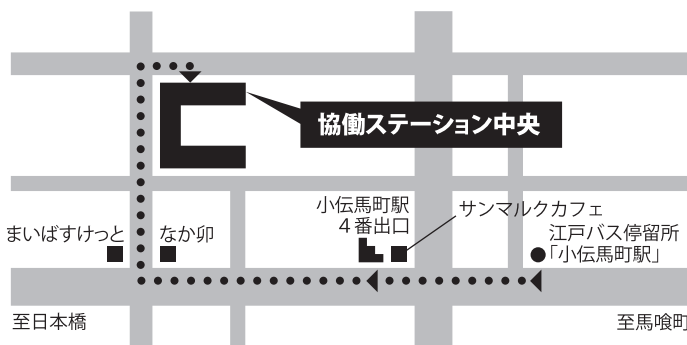 協働ステーション中央
小伝馬町駅
4番出口
サンマルクカフェ
まいばすけっと
なか卯
江戸バス停留所
「小伝馬町駅」
至日本橋
至馬喰町